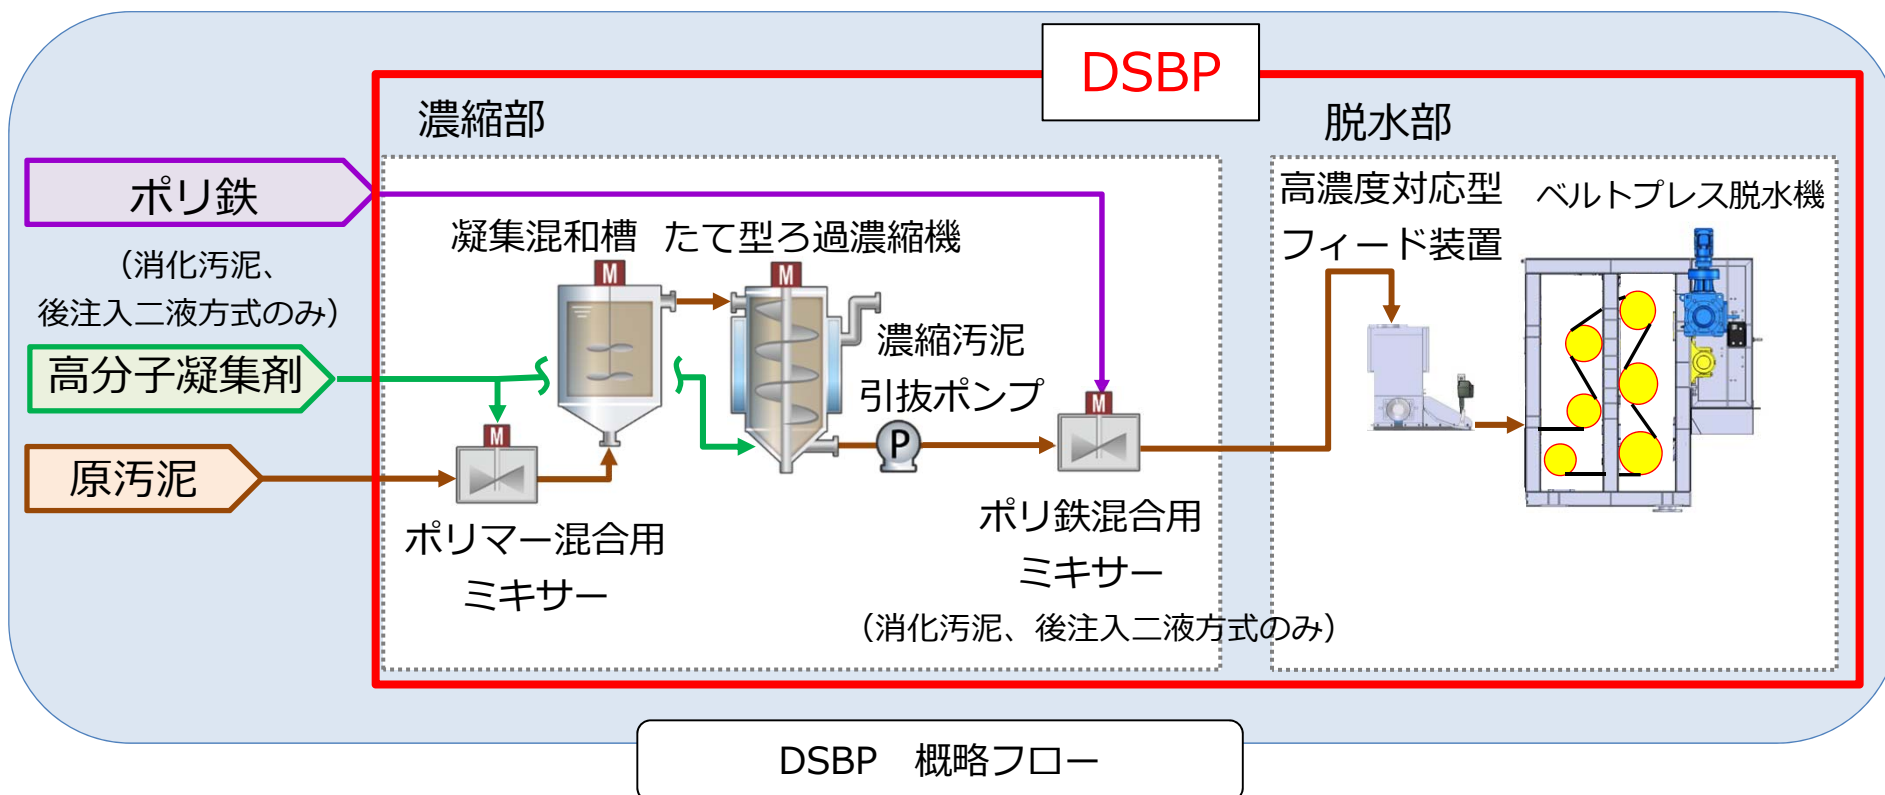 DSBP
濃縮部
脱水部
ポリ鉄
（消化汚泥、
後注入二液方式のみ）
高分子凝集剤
原汚泥
凝集混和槽
たて型ろ過濃縮機
M
M
濃縮汚泥
引抜ポンプ
P
M
M
ポリマー混合用
ミキサー
ポリ鉄混合用
ミキサー
（消化汚泥、後注入二液方式のみ）
高濃度対応型
フィード装置
ベルトプレス脱水機
DSBP　概略フロー